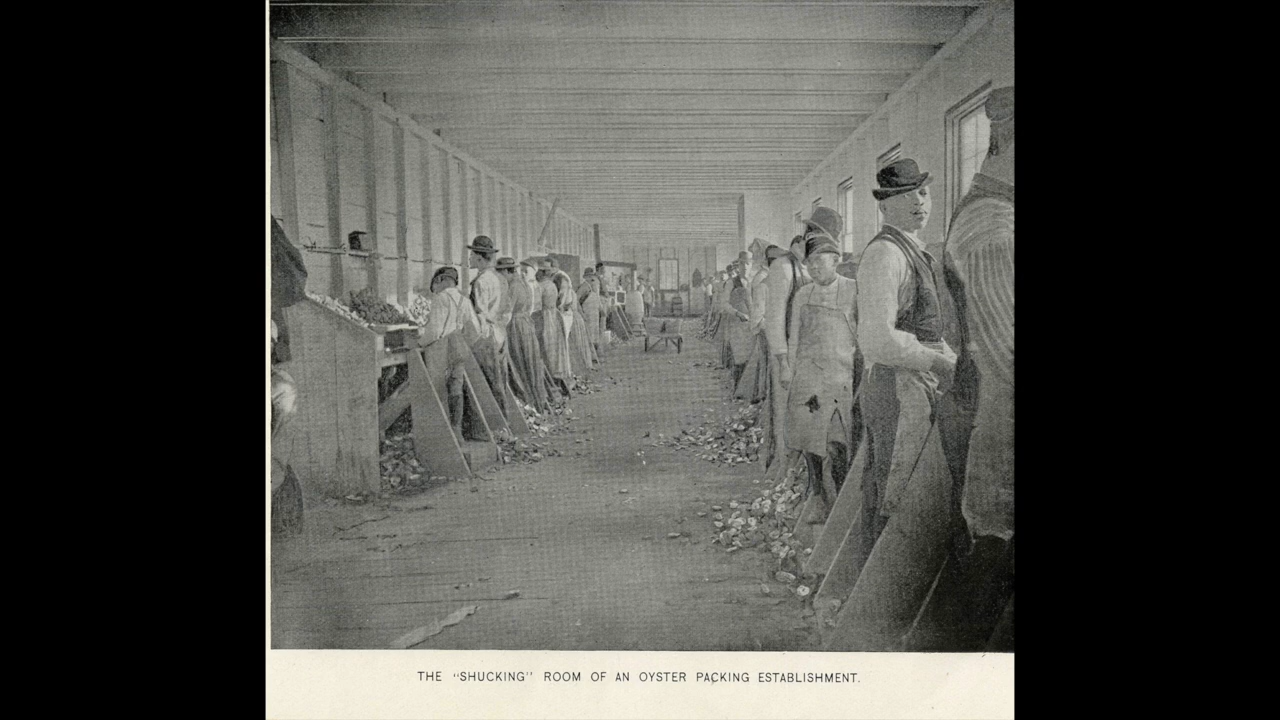 THE "SHUCKING" ROOM OF AN OYSTER PACKING ESTABLISHMENT.